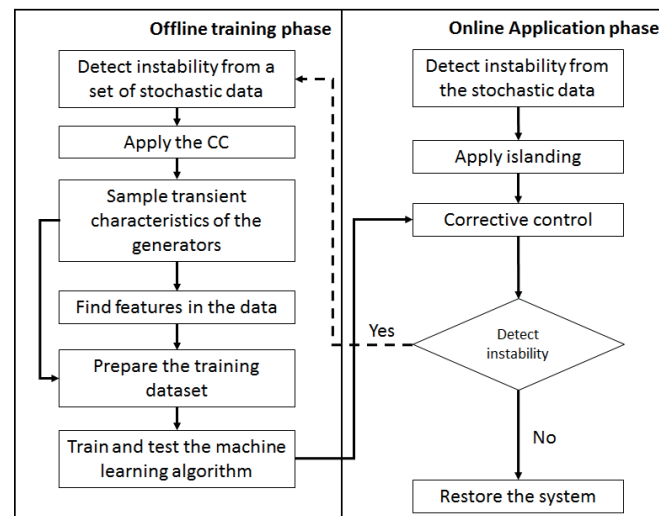 Offline training phase
Detect instability from a
set of stochastic data
Apply the CC
Sample transient
characteristics of the
generators
Find features in the data
Prepare the training
dataset
Train and test the machine
learning algorithm
Online Application phase
Detect instability from
the stochastic data
Apply islanding
Corrective control
Detect
instability
Yes
No
Restore the system